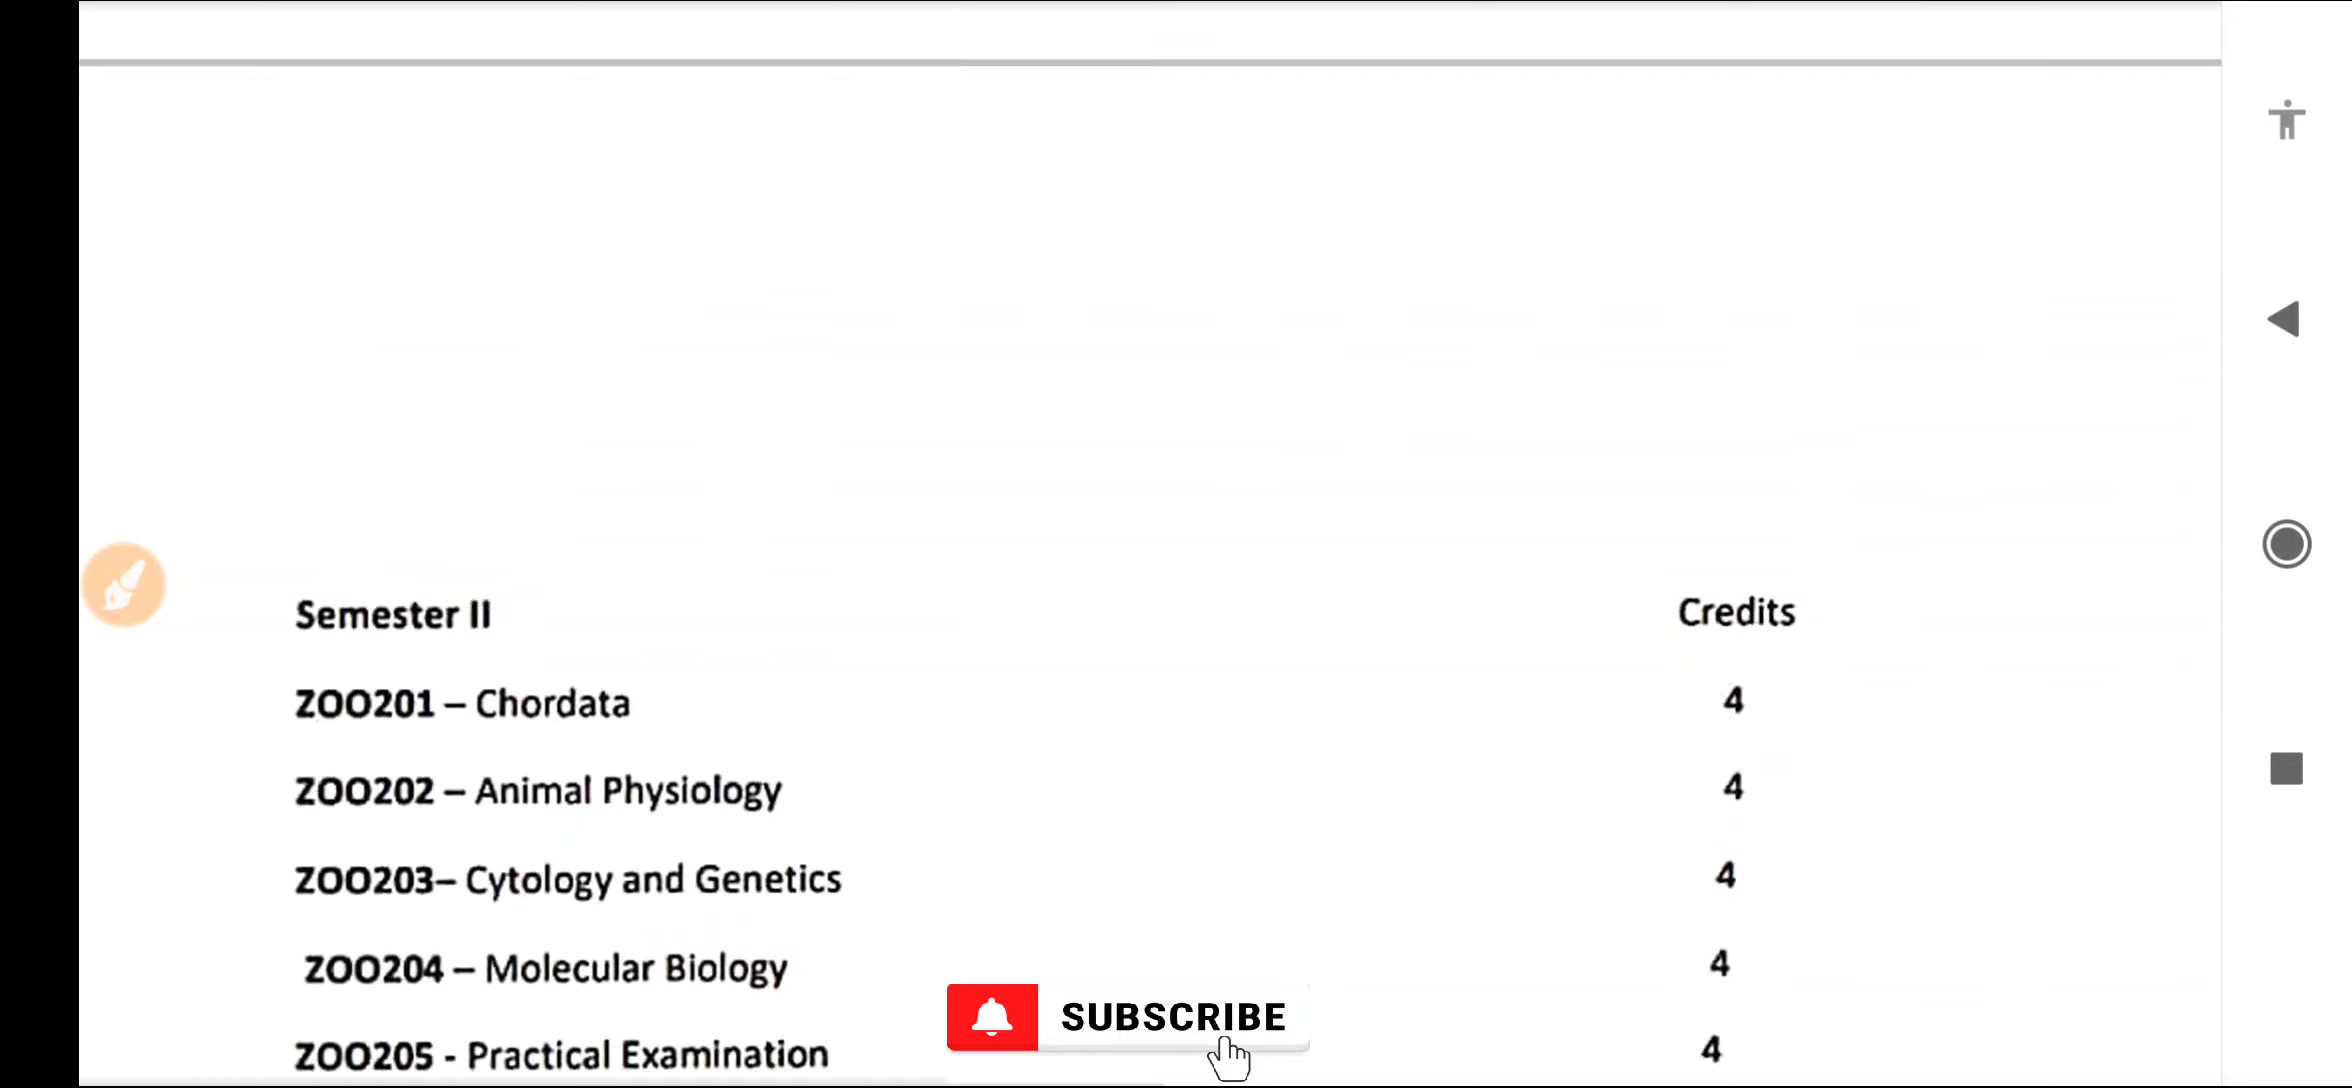 Semester II Credits
ZOO201 – Chordata 4
ZOO202 – Animal Physiology 4
ZOO203– Cytology and Genetics 4
ZOO204 – Molecular Biology 4
SUBSCRIBE
ZOO205 - Practical Examination 4